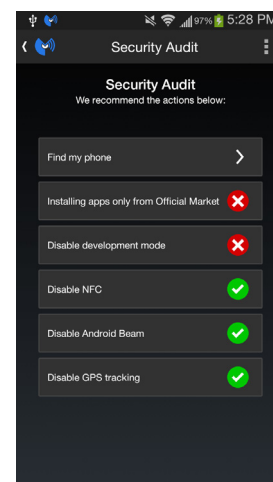 97% 5:28 PM
Security Audit
Security Audit
We recommend the actions below:
Find my phone
Installing apps only from Official Market
Disable development mode
Disable NFC
Disable Android Beam
Disable GPS tracking